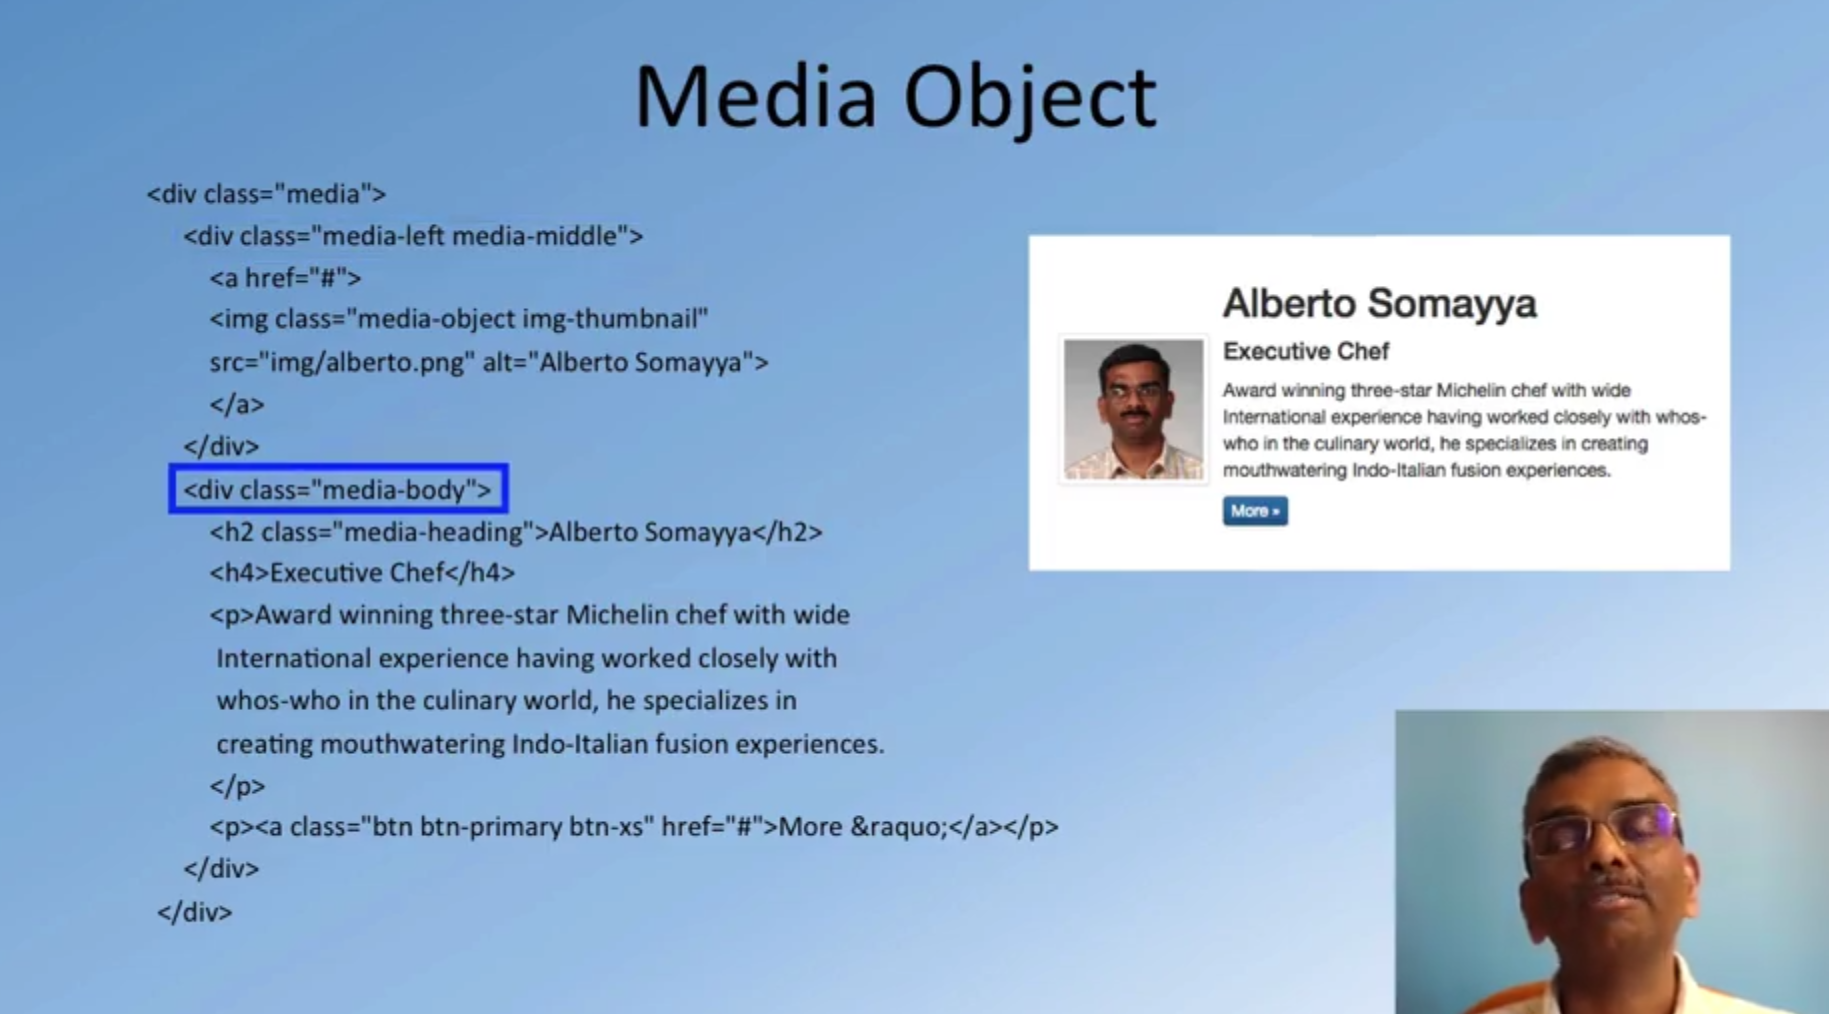 Media Object
<div class="media">
<div class="media-left media-middle">
<a href="#">
<img class="media-object img-thumbnail"
src="img/alberto.png" alt="Alberto Somayya">
</a>
</div>
<div class="media-body">
<h2 class="media-heading">Alberto Somayya</h2>
<h4>Executive Chef</h4>
<p>Award winning three-star Michelin chef with wide
International experience having worked closely with
whos-who in the culinary world, he specializes in
creating mouthwatering Indo-Italian fusion experiences.
</p>
<p><a class="btn btn-primary btn-xs" href="#">More &raquo;</a></p>
</div>
</div>
Alberto Somayya
Executive Chef
Award winning three-star Michelin chef with wide
International experience having worked closely with whos-
who in the culinary world, he specializes in creating
mouthwatering Indo-Italian fusion experiences.
More »